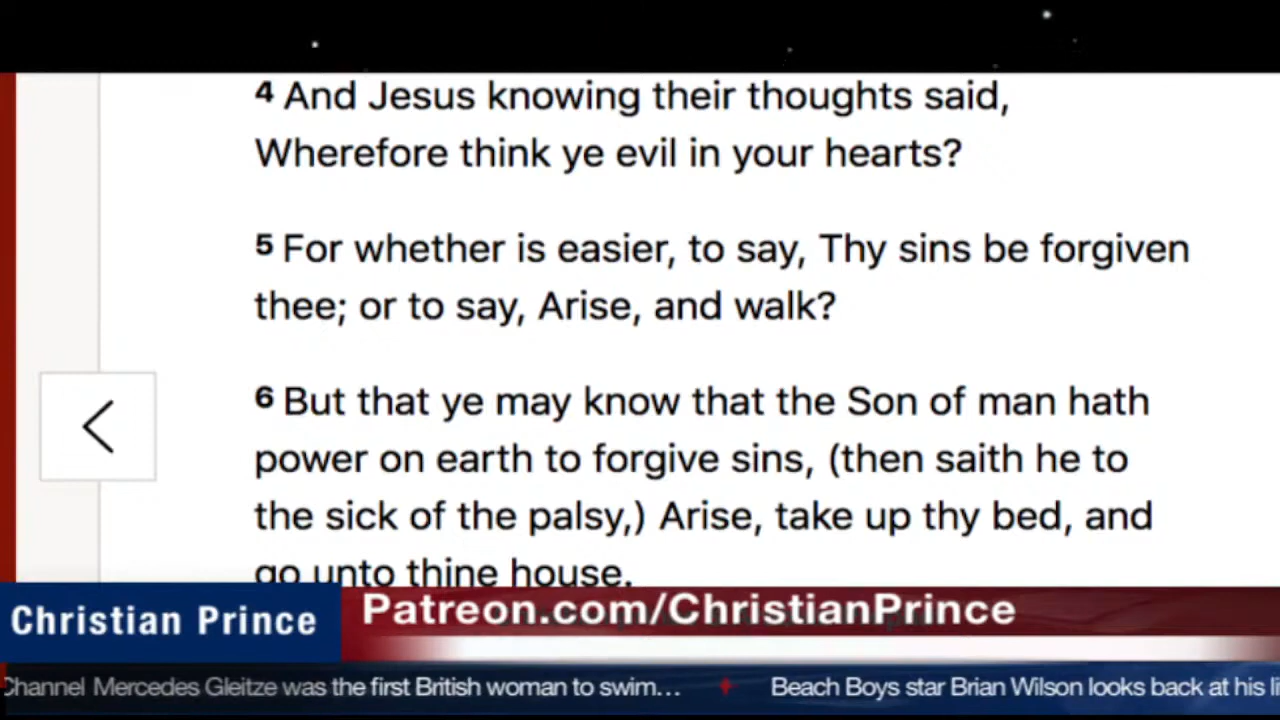 4 And Jesus knowing their thoughts said,
Wherefore think ye evil in your hearts?
5 For whether is easier, to say, Thy sins be forgiven
thee; or to say, Arise, and walk?
6 But that ye may know that the Son of man hath
power on earth to forgive sins, (then saith he to
the sick of the palsy,) Arise, take up thy bed, and
go unto thine house.
Christian Prince
Patreon.com/ChristianPrince
Channel Mercedes Gleitze was the first British woman to swim... Beach Boys star Brian Wilson looks back at his